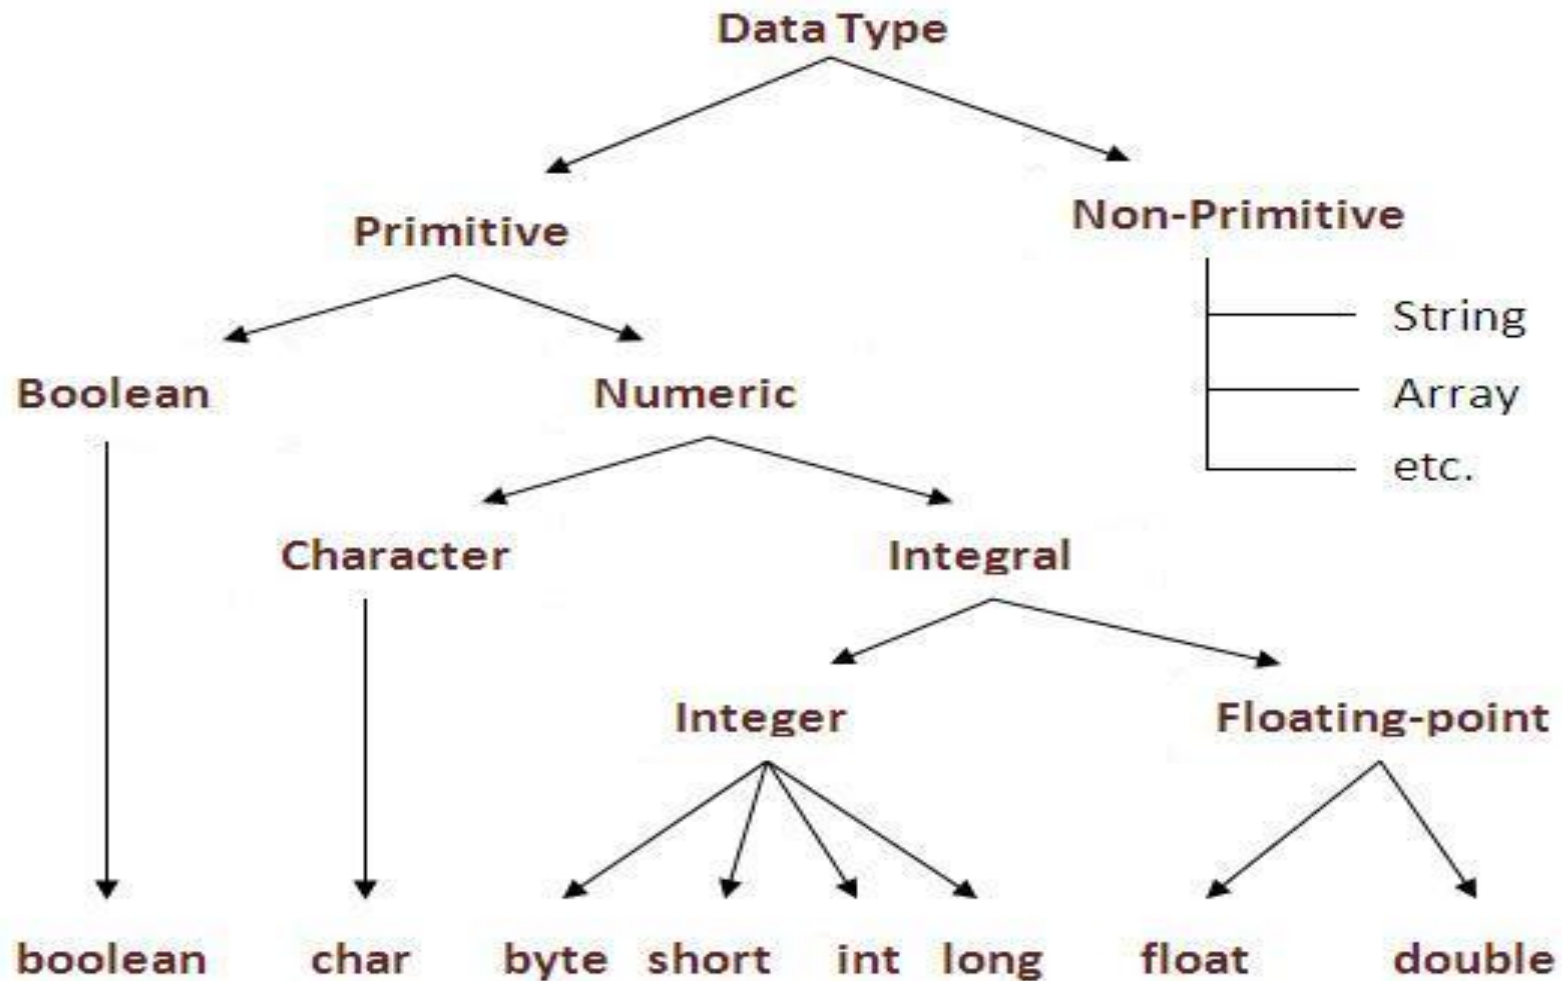 Data Type
Primitive
Non-Primitive
String
Array
etc.
Boolean
Numeric
Character
Integral
Integer
Floating-point
boolean
char
byte
short
int
long
float
double